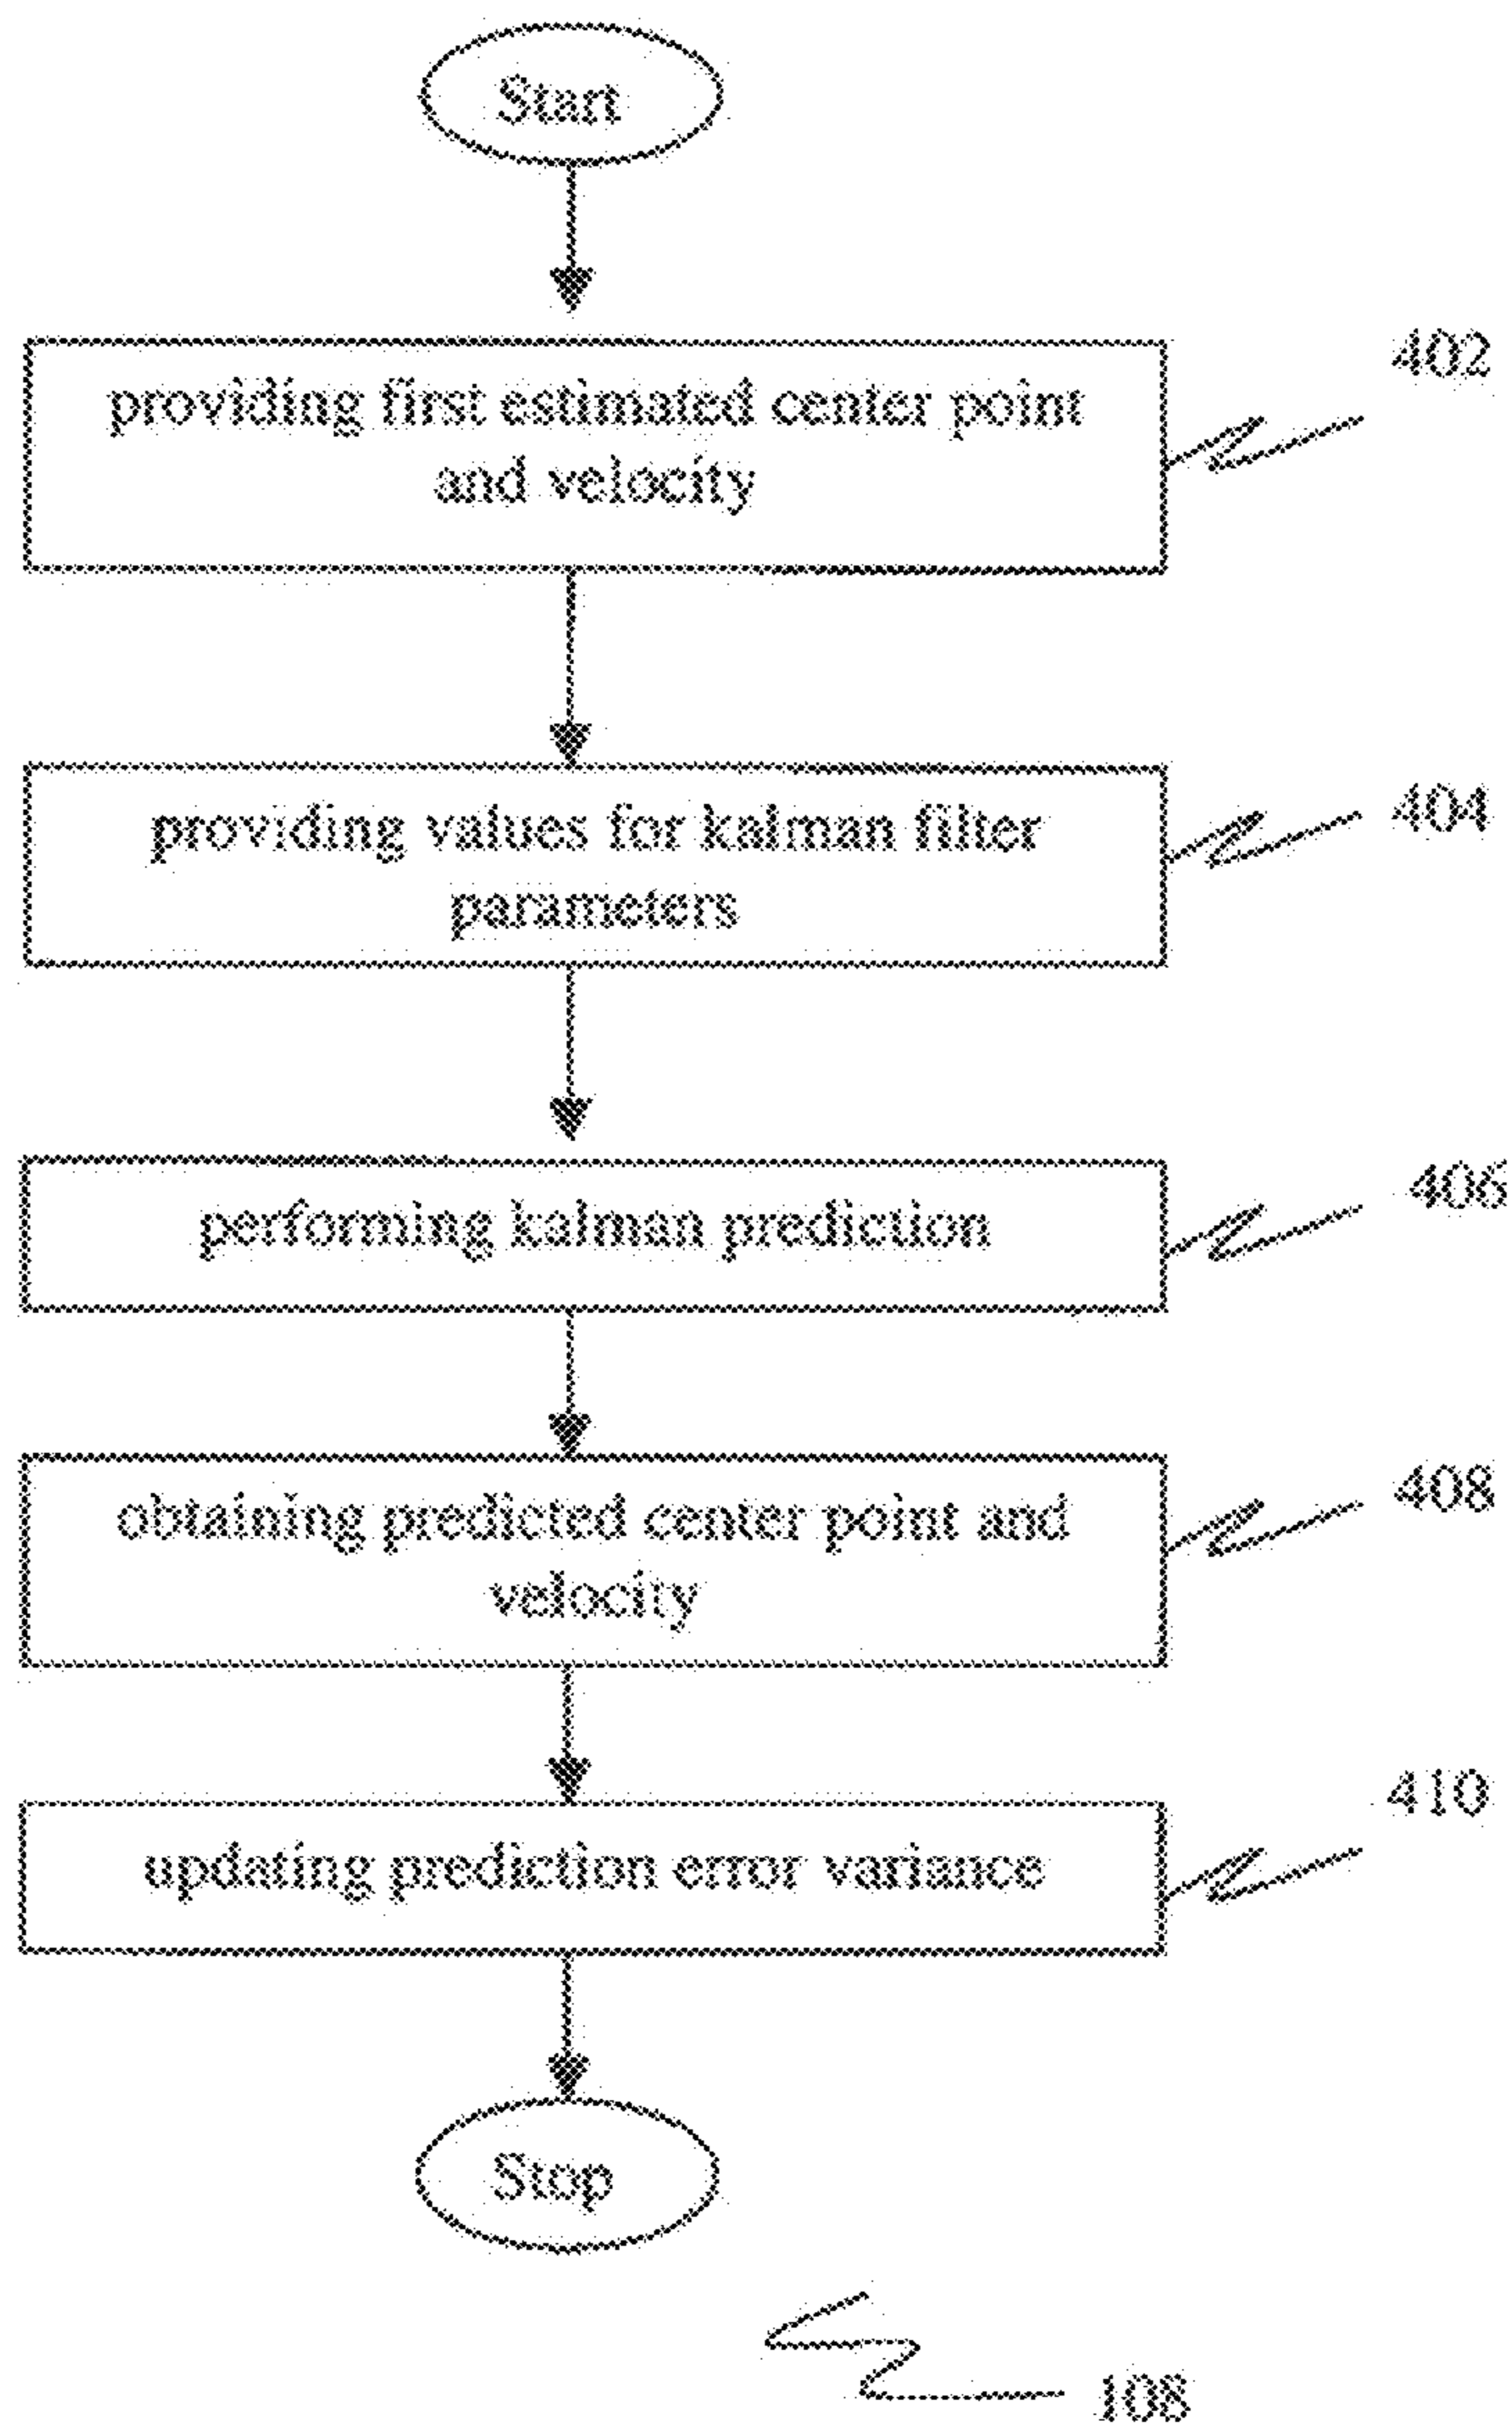 Start
providing first estimated center point
and velocity
402
providing values for kalman filter
parameters
404
performing kalman prediction
406
obtaining predicted center point and
velocity
408
updating prediction error variance
410
Stop
108